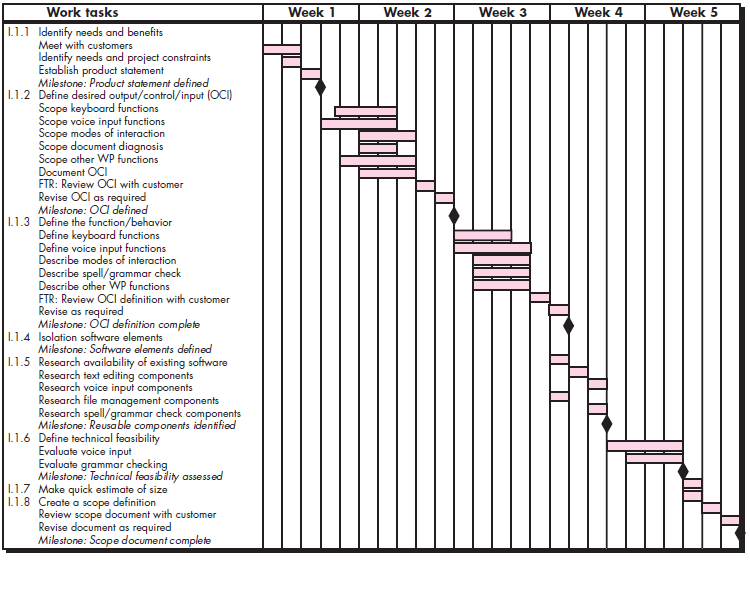 Work tasks Week 1 Week 2 Week 3 Week 4 Week 5
I.1.1 Identify needs and benefits
Meet with customers
Identify needs and project constraints
Establish product statement
Milestone: Product statement defined
I.1.2 Define desired output/control/input (OCI)
Scope keyboard functions
Scope voice input functions
Scope modes of interaction
Scope document diagnosis
Scope other WP functions
Document OCI
FTR: Review OCI with customer
Revise OCI as required
Milestone: OCI defined
I.1.3 Define the function/behavior
Define keyboard functions
Define voice input functions
Describe modes of interaction
Describe spell/grammar check
Describe other WP functions
FTR: Review OCI definition with customer
Revise as required
Milestone: OCI definition complete
I.1.4 Isolation software elements
Milestone: Software elements defined
I.1.5 Research availability of existing software
Research text editing components
Research voice input components
Research file management components
Research spell/grammar check components
Milestone: Reusable components identified
I.1.6 Define technical feasibility
Evaluate voice input
Evaluate grammar checking
Milestone: Technical feasibility assessed
I.1.7 Make quick estimate of size
I.1.8 Create a scope definition
Review scope document with customer
Revise document as required
Milestone: Scope document complete